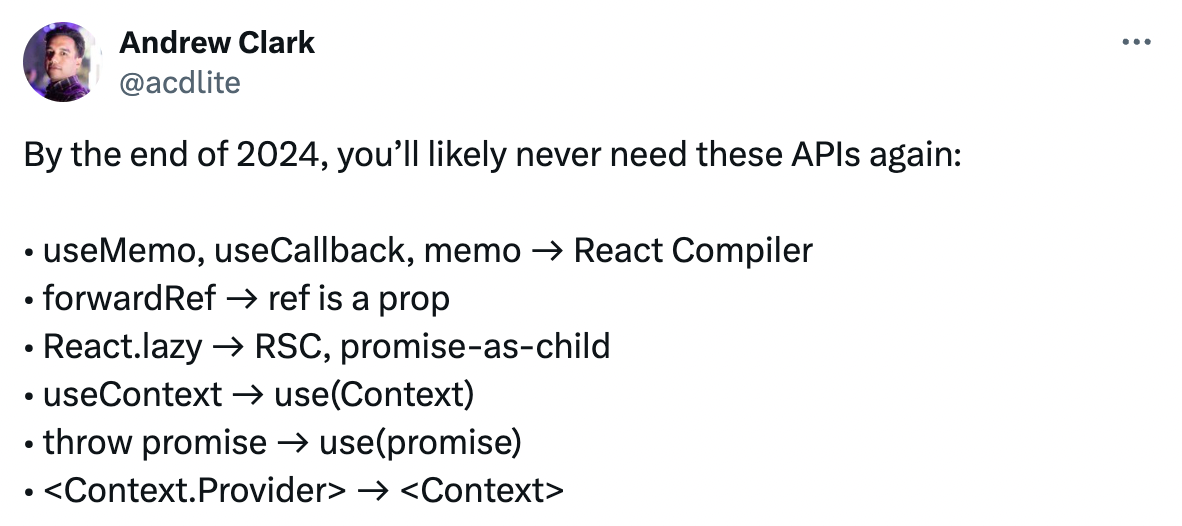 Andrew Clark
@acdlite
By the end of 2024, you’ll likely never need these APIs again:
• useMemo, useCallback, memo → React Compiler
• forwardRef → ref is a prop
• React.lazy → RSC, promise-as-child
• useContext → use(Context)
• throw promise → use(promise)
• <Context.Provider> → <Context>